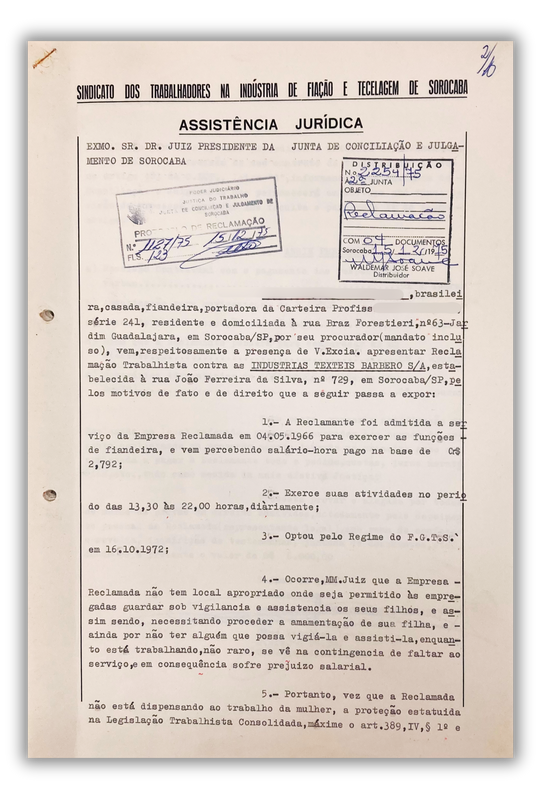 2/
SINDICATO DOS TRABALHADORES NA INDÚSTRIA DE FIAÇÃO E TECELAGEM DE SOROCABA
ASSISTÊNCIA JURÍDICA
EXMO. SR. DR. JUIZ PRESIDENTE DA JUNTA DE CONCILIAÇÃO E JULGA-
MENTO DE SOROCABA
PODER JUDICIÁRIO
JUSTIÇA DO TRABALHO
JUNTA DE CONCILIAÇÃO E JULGAMENTO DE
SOROCABA
PROTOCOLO DE RECLAMAÇÃO
N.º 1127/75 15/12/75
FLS. 123
DISTRIBUIÇÃO
No 2254/75
À 2ª JUNTA
OBJETO
Reclamação
COM 04 DOCUMENTOS
Sorocaba 15/12/1975
WALDEMAR JOSÉ SOAVE
Distribuidor
,brasilei
ra,casada,fiandeira,portadora da Carteira Profiss
série 241, residente e domiciliada à rua Braz Forestieri,nº63-Jar
dim Guadalajara, em Sorocaba/SP,por seu procurador(mandato inclu
so), vem,respeitosamente a presença de V.Excia. apresentar Recla
mação Trabalhista contra as INDUSTRIAS TEXTEIS BARBERO S/A,esta-
belecida à rua João Ferreira da Silva, nº 729, em Sorocaba/SP,pe
los motivos de fato e de direito que a seguir passa a expor:
1.- A Reclamante foi admitida a ser
viço da Empresa Reclamada em 04.05.1966 para exercer as funções -
de fiandeira, e vem percebendo salário-hora pago na base de Cr$
2,792;
2.- Exerce suas atividades no perio
do das 13,30 às 22,00 horas,diàriamente;
3.- Optou pelo Regime do F.G.T.S.
em 16.10.1972;
4.- Ocorre,MM.Juiz que a Empresa -
Reclamada não tem local apropriado onde seja permitido às empre-
gadas guardar sob vigilancia e assistencia os seus filhos, e as-
sim sendo, necessitando proceder a amamentação de sua filha, e -
ainda por não ter alguém que possa vigiá-la e assisti-la,enquan-
to está trabalhando,não raro, se vê na contingencia de faltar ao
serviço,e em consequência sofre prejuizo salarial.
5.- Portanto, vez que a Reclamada
não está dispensando ao trabalho da mulher, a proteção estatuida
na Legislação Trabalhista Consolidada,máxime o art.389,IV,§ 1º e